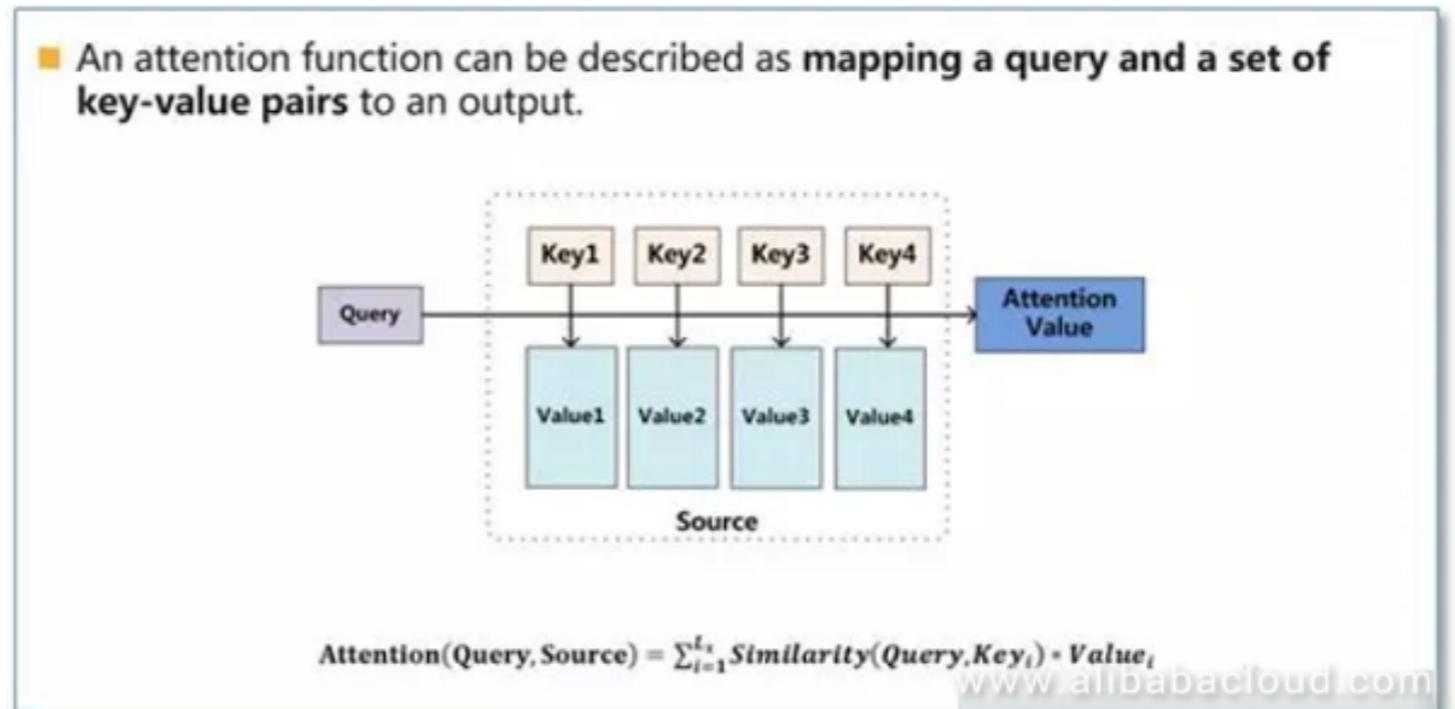 An attention function can be described as mapping a query and a set of
key-value pairs to an output.
Key1 Key2 Key3 Key4
Query
Attention
Value
Value1 Value2 Value3 Value4
Source
Attention(Query, Source) = Σ_{i=1}^{L_x} Similarity(Query,Key_i) * Value_i
www.alibabacloud.com